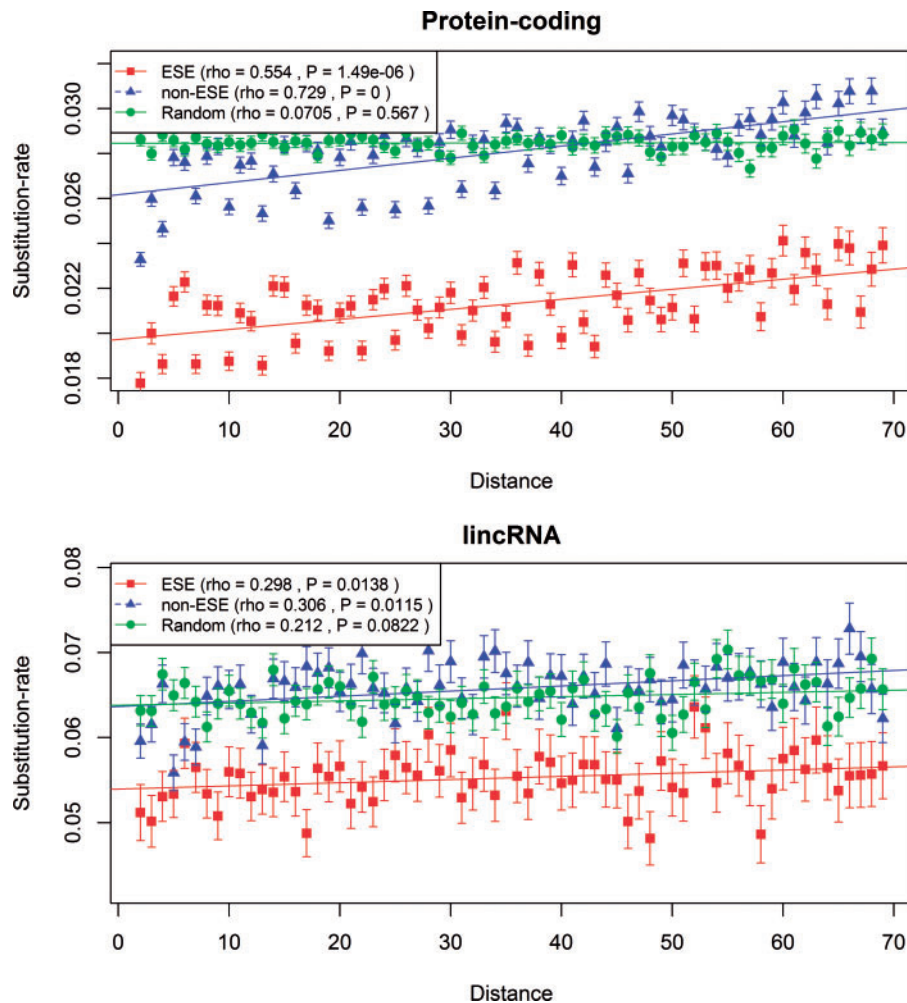 Protein-coding
ESE (rho = 0.554 , P = 1.49e-06 )
non-ESE (rho = 0.729 , P = 0 )
Random (rho = 0.0705 , P = 0.567 )
Substitution-rate
0.030
0.026
0.022
0.018
0 10 20 30 40 50 60 70
Distance
lincRNA
ESE (rho = 0.298 , P = 0.0138 )
non-ESE (rho = 0.306 , P = 0.0115 )
Random (rho = 0.212 , P = 0.0822 )
Substitution-rate
0.08
0.07
0.06
0.05
0 10 20 30 40 50 60 70
Distance